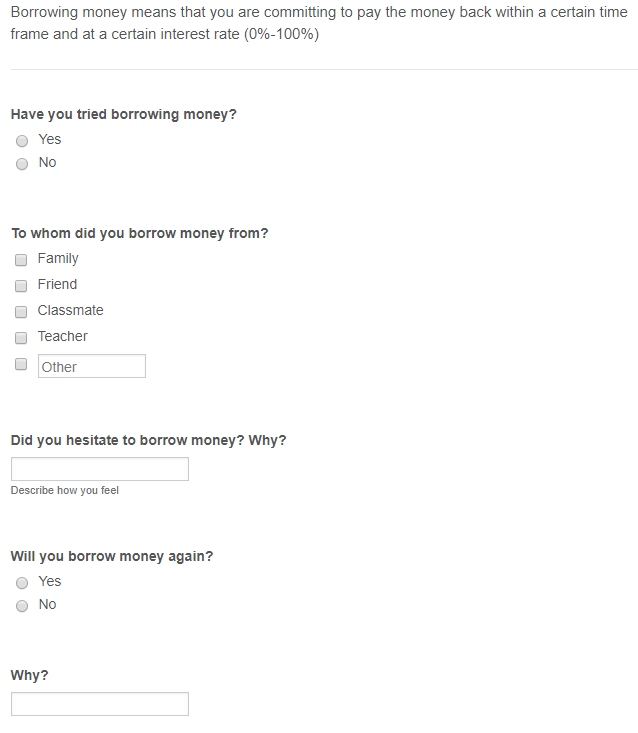 Borrowing money means that you are committing to pay the money back within a certain time
frame and at a certain interest rate (0%-100%)
Have you tried borrowing money?
Yes
No
To whom did you borrow money from?
Family
Friend
Classmate
Teacher
Other
Did you hesitate to borrow money? Why?
Describe how you feel
Will you borrow money again?
Yes
No
Why?